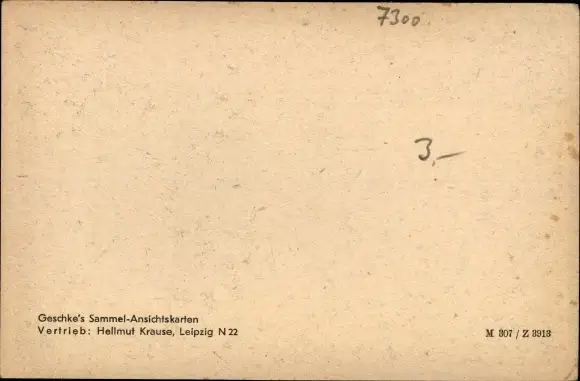 7300
3,-
Geschke's Sammel-Ansichtskarten
Vertrieb: Hellmut Krause, Leipzig N 22
M 307 / Z 3913